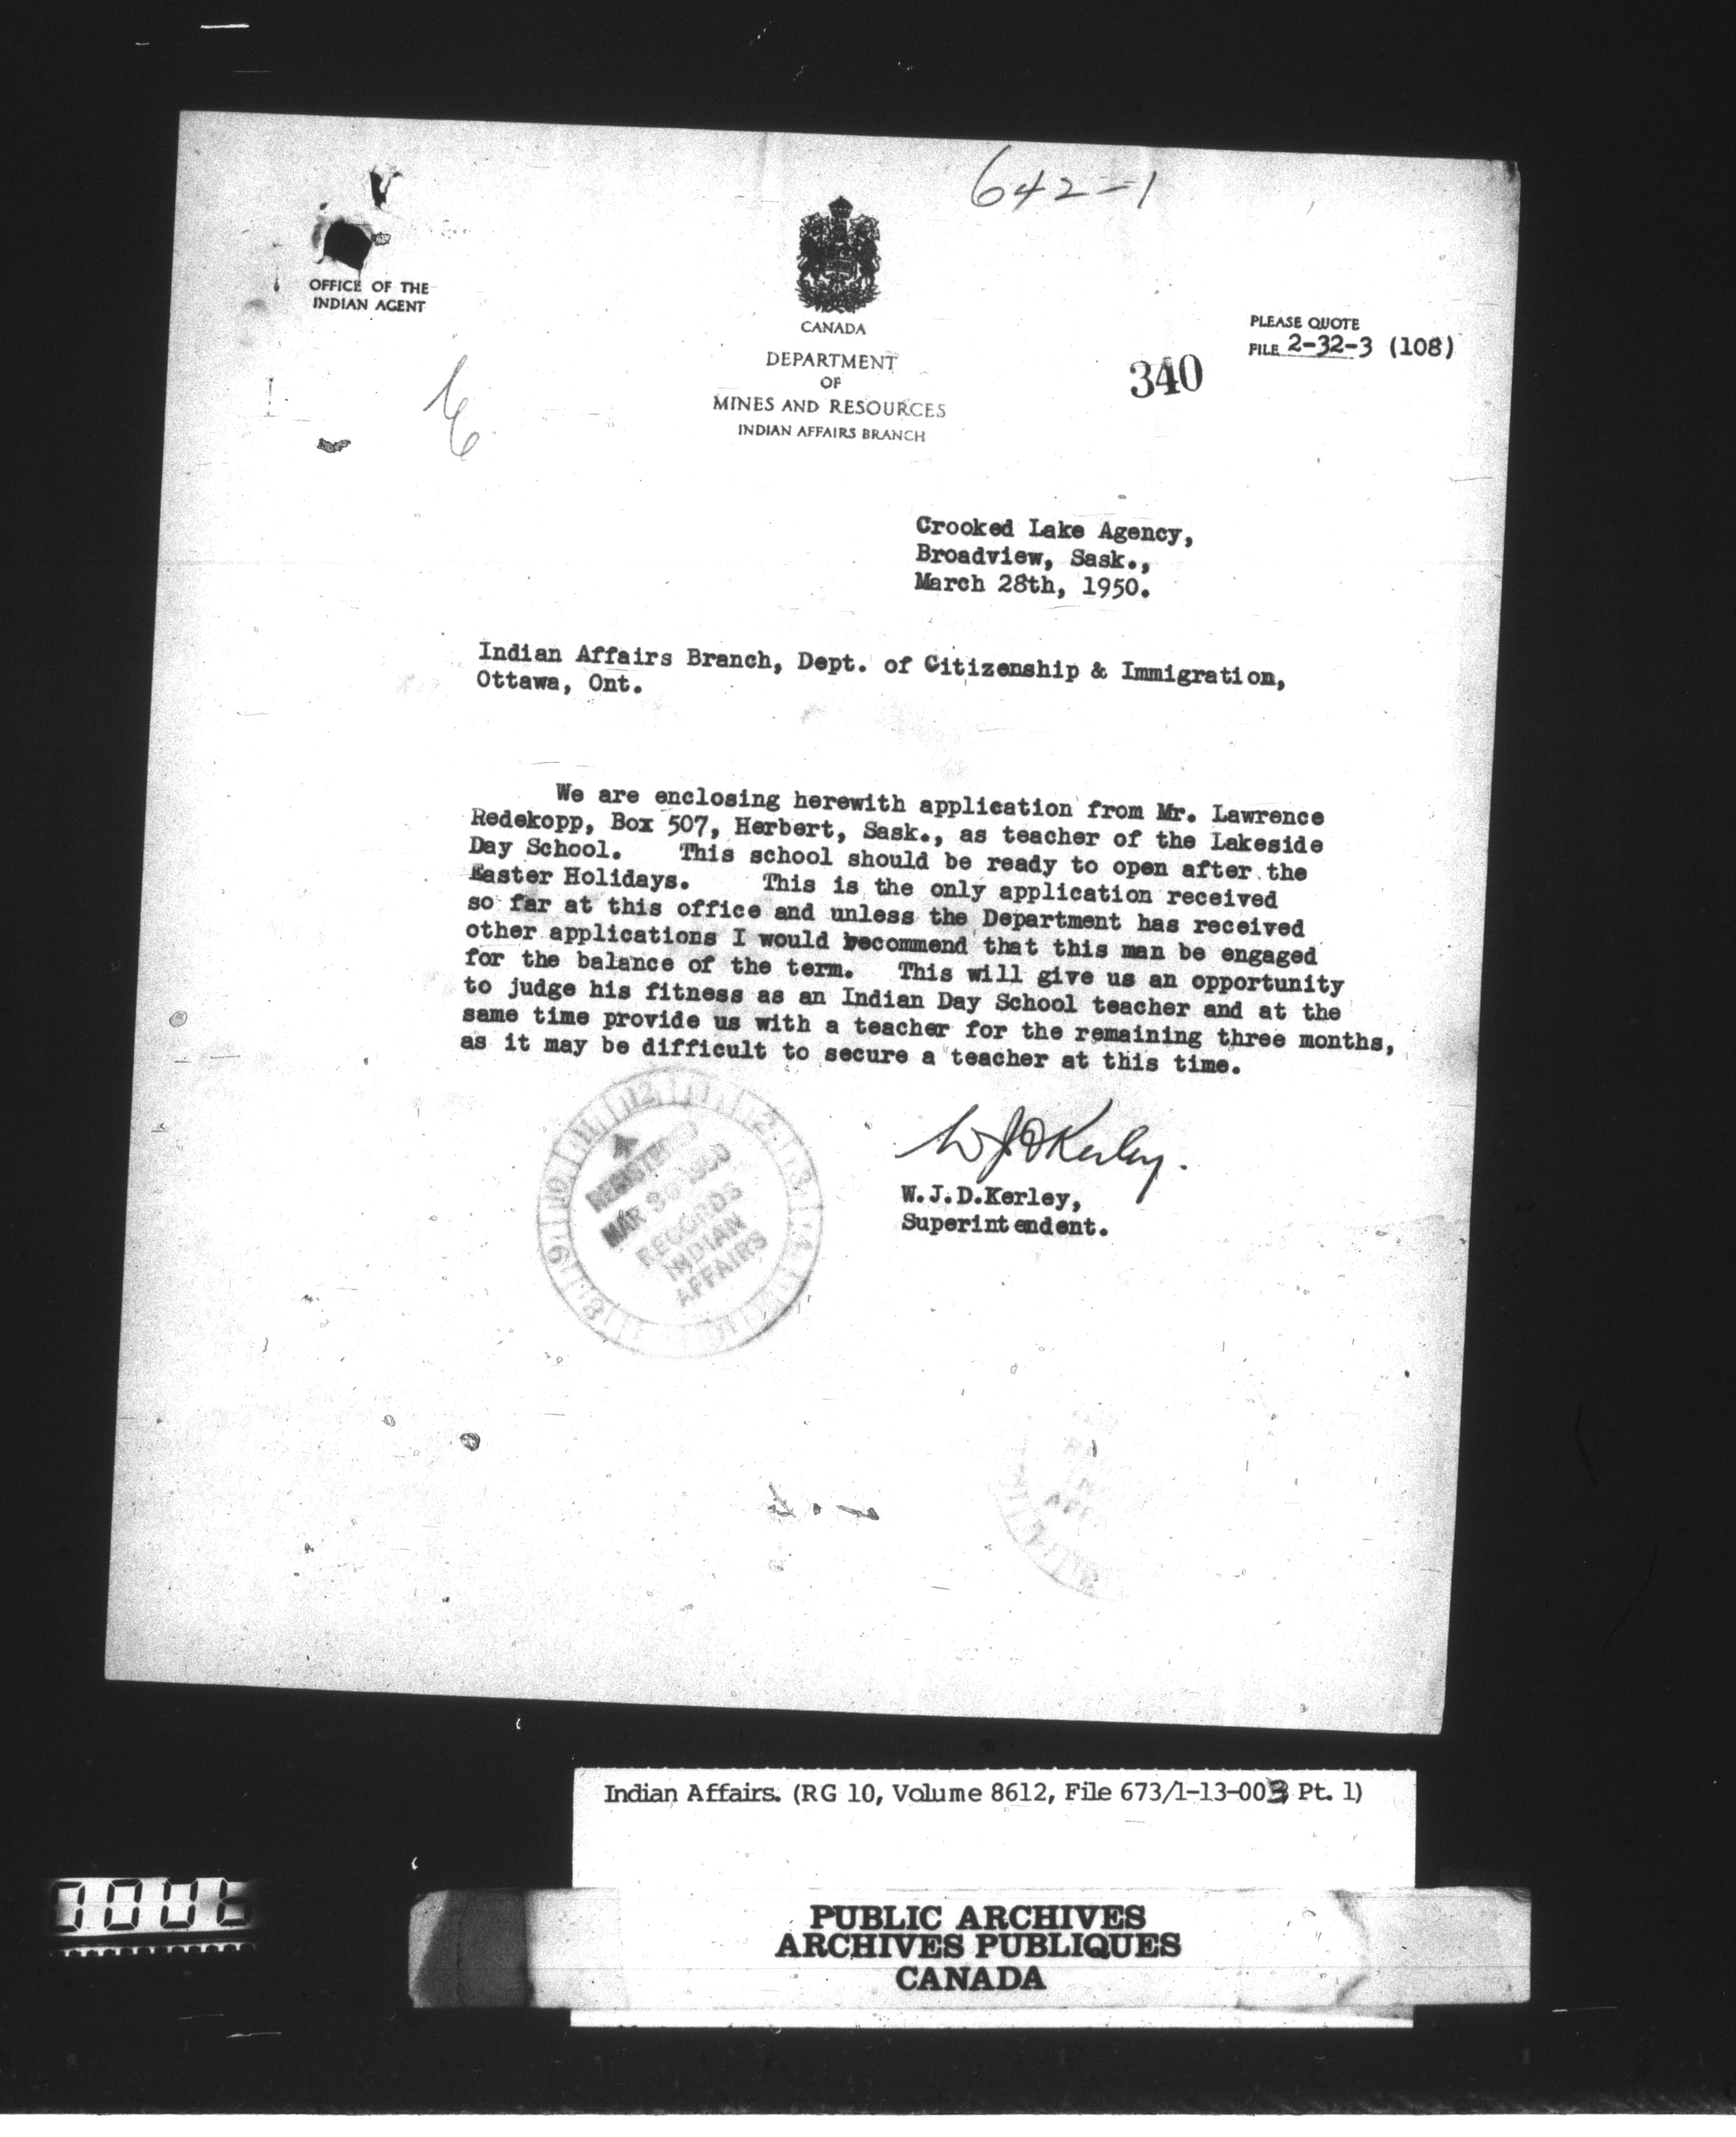 642-1
OFFICE OF THE
INDIAN AGENT
CANADA
DEPARTMENT
OF
MINES AND RESOURCES
INDIAN AFFAIRS BRANCH
PLEASE QUOTE
FILE 2-32-3 (108)
340
Crooked Lake Agency,
Broadview, Sask.,
March 28th, 1950.
Indian Affairs Branch, Dept. of Citizenship & Immigration,
Ottawa, Ont.
We are enclosing herewith application from Mr. Lawrence
Redekopp, Box 507, Herbert, Sask., as teacher of the Lakeside
Day School. This school should be ready to open after the
Easter Holidays. This is the only application received
so far at this office and unless the Department has received
other applications I would recommend that this man be engaged
for the balance of the term. This will give us an opportunity
to judge his fitness as an Indian Day School teacher and at the
same time provide us with a teacher for the remaining three months,
as it may be difficult to secure a teacher at this time.
WJDKerley.
W.J.D.Kerley,
Superintendent.
REGISTERED
MAR 30 1950
RECORDS
INDIAN
AFFAIRS
Indian Affairs. (RG 10, Volume 8612, File 673/1-13-003 Pt. 1)
PUBLIC ARCHIVES
ARCHIVES PUBLIQUES
CANADA